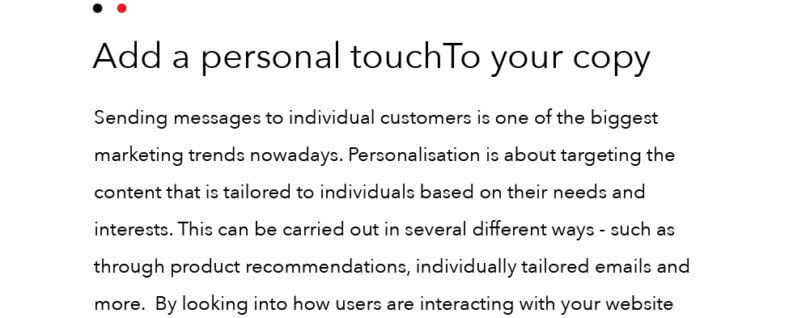 Add a personal touchTo your copy
Sending messages to individual customers is one of the biggest
marketing trends nowadays. Personalisation is about targeting the
content that is tailored to individuals based on their needs and
interests. This can be carried out in several different ways - such as
through product recommendations, individually tailored emails and
more.  By looking into how users are interacting with your website